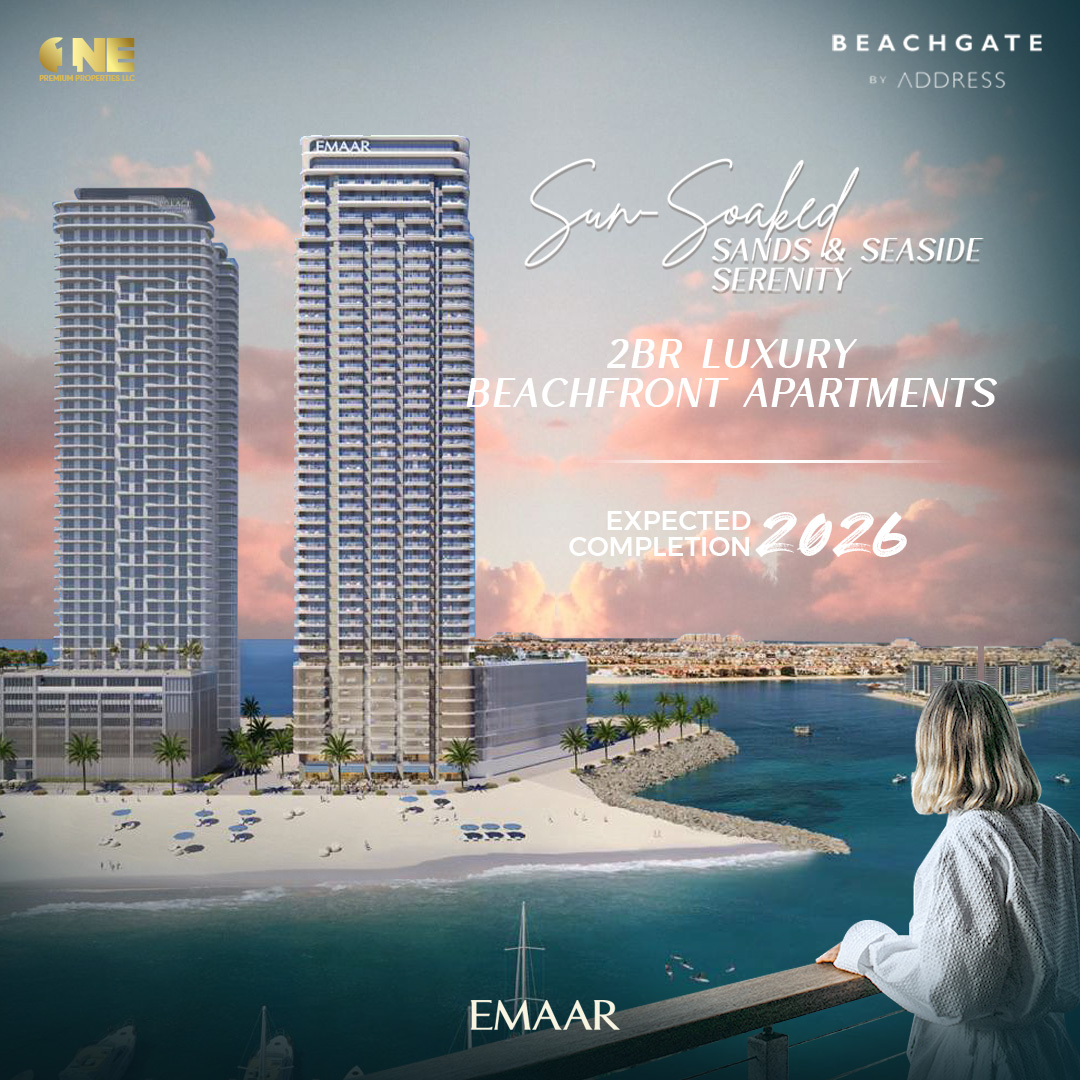 ONE
PREMIUM PROPERTIES LLC
BEACHGATE
BY ADDRESS
EMAAR
PALACE
Sun-Soaked
SANDS & SEASIDE
SERENITY
2BR LUXURY
BEACHFRONT APARTMENTS
EXPECTED
COMPLETION 2026
EMAAR